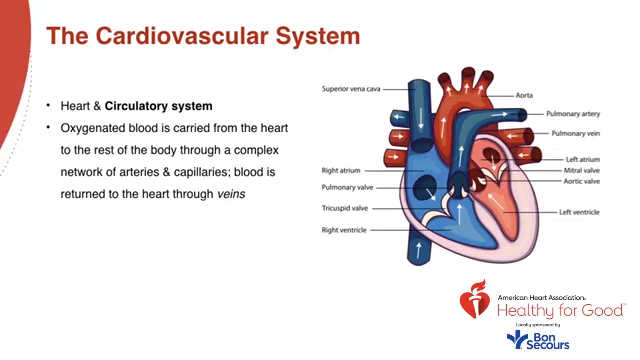 The Cardiovascular System
• Heart & Circulatory system
• Oxygenated blood is carried from the heart
to the rest of the body through a complex
network of arteries & capillaries; blood is
returned to the heart through veins
Superior vena cava
Right atrium
Pulmonary valve
Tricuspid valve
Right ventricle
Aorta
Pulmonary artery
Pulmonary vein
Left atrium
Mitral valve
Aortic valve
Left ventricle
American Heart Association®
Healthy for Good™
Locally sponsored by
Bon
Secours